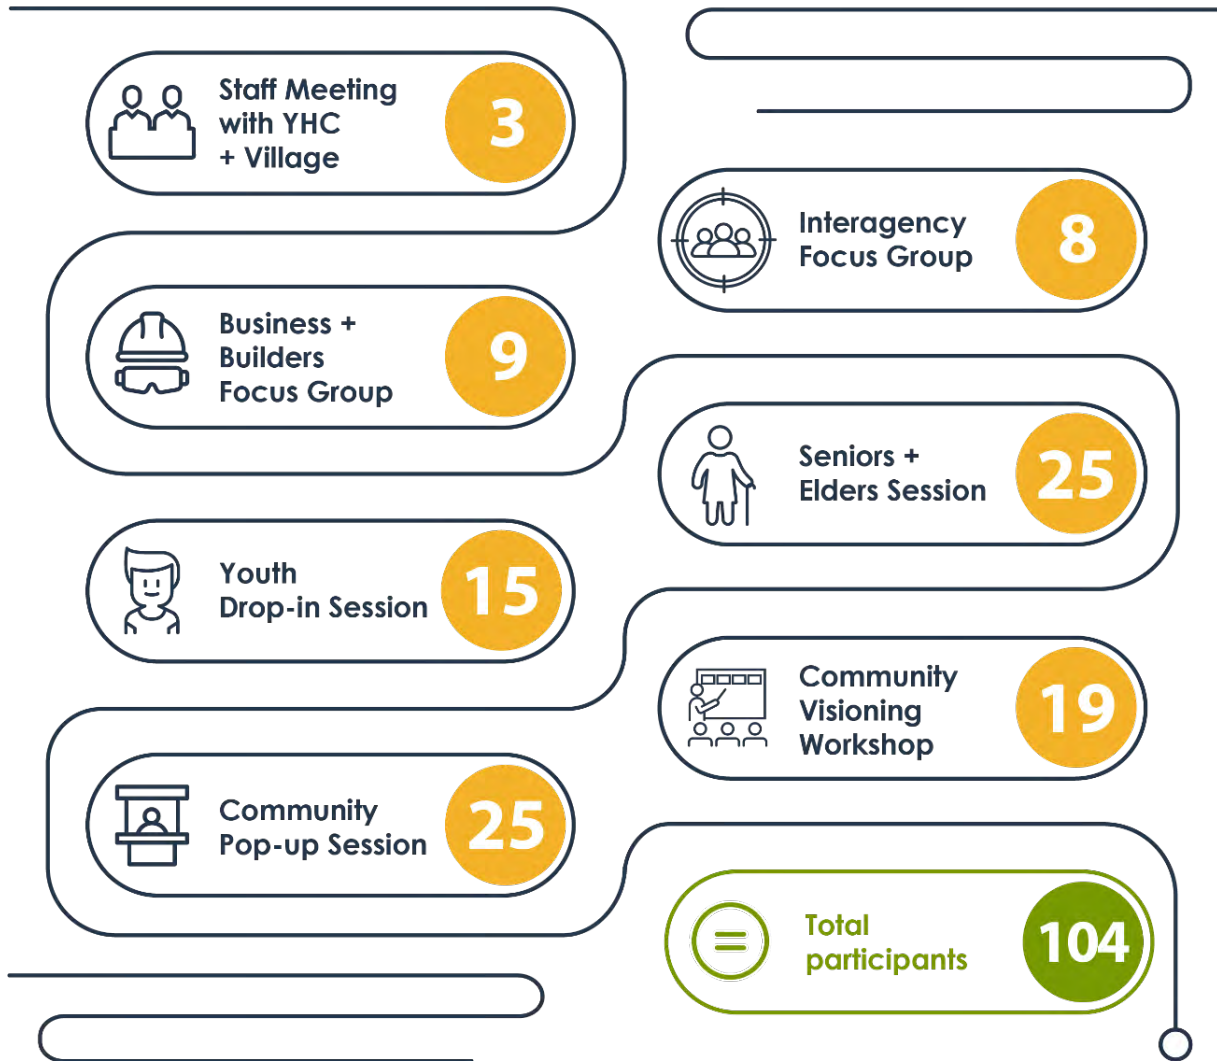 Staff Meeting
with YHC
+ Village
3
Interagency
Focus Group
8
Business +
Builders
Focus Group
9
Seniors +
Elders Session
25
Youth
Drop-in Session
15
Community
Visioning
Workshop
19
Community
Pop-up Session
25
Total
participants
104